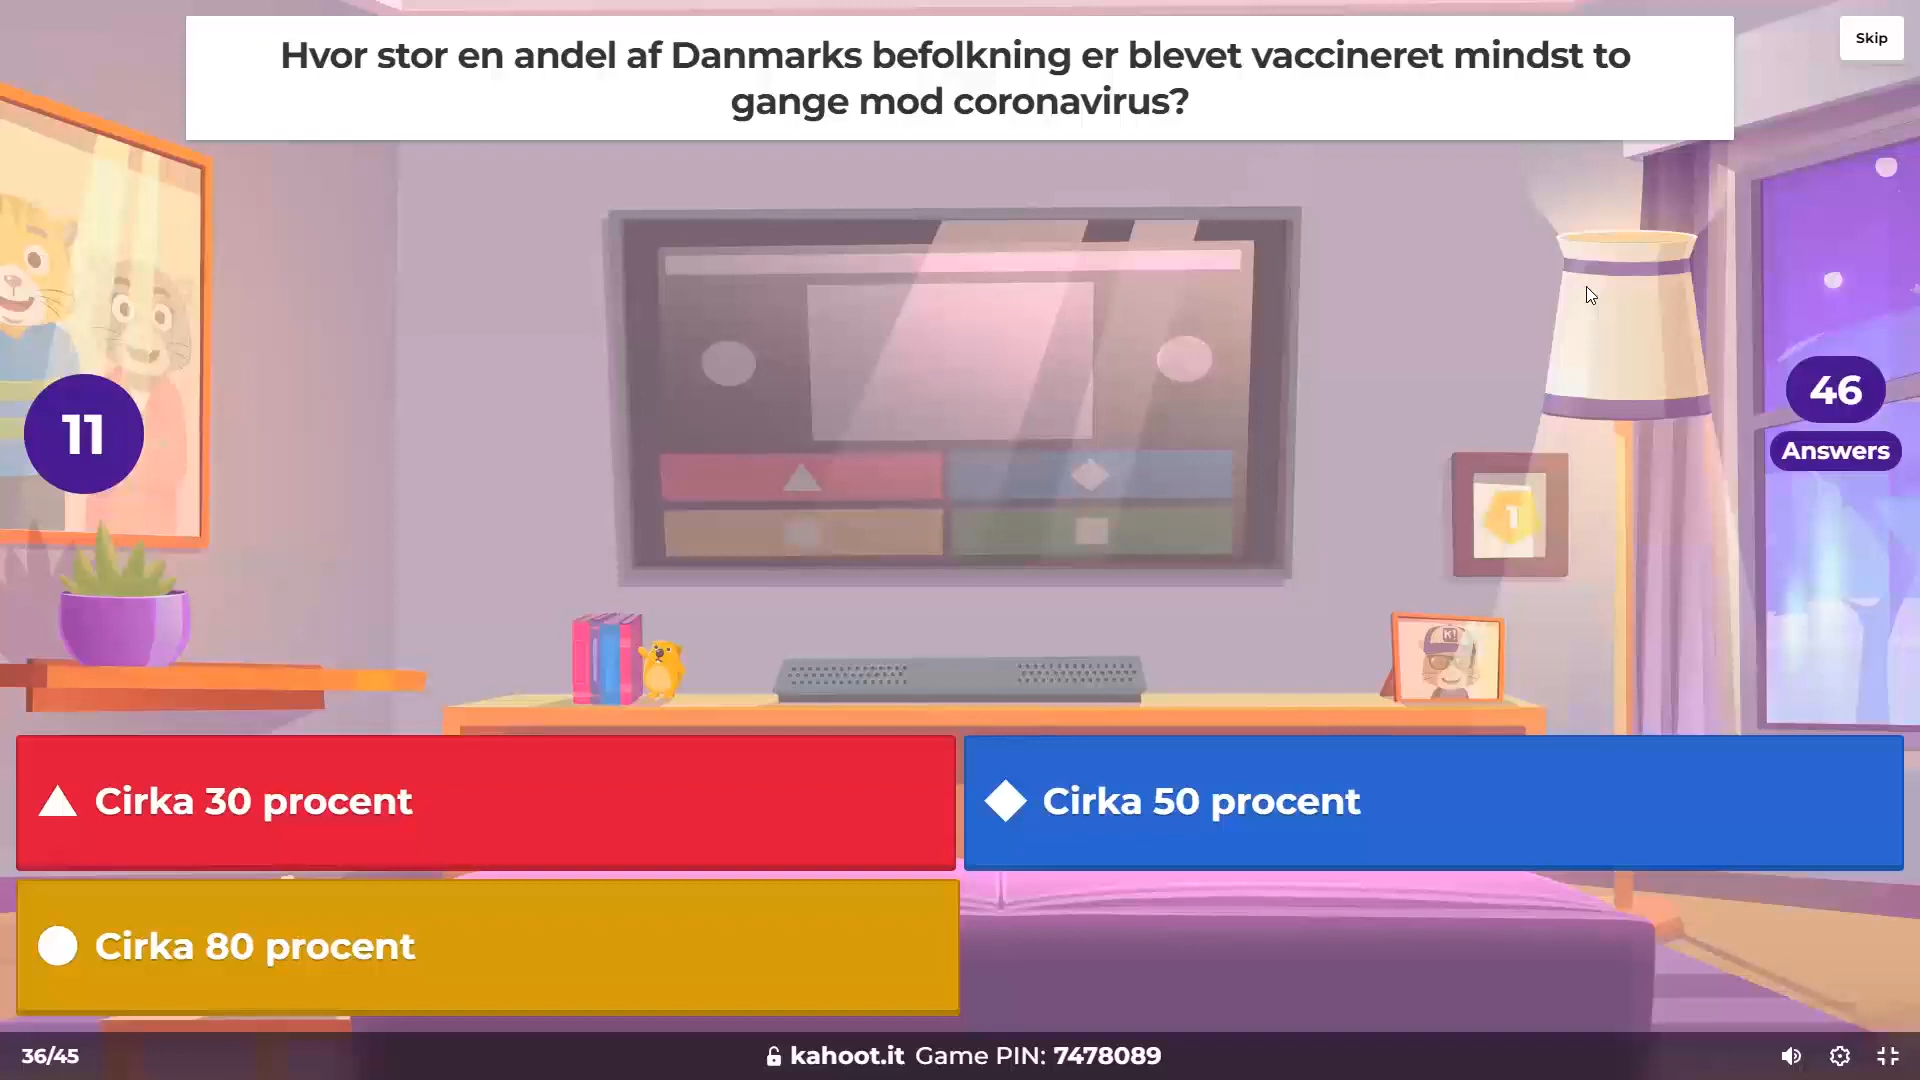 Hvor stor en andel af Danmarks befolkning er blevet vaccineret mindst to
gange mod coronavirus?
Skip
11
46
Answers
1
K!
Cirka 30 procent
Cirka 50 procent
Cirka 80 procent
36/45
kahoot.it Game PIN: 7478089